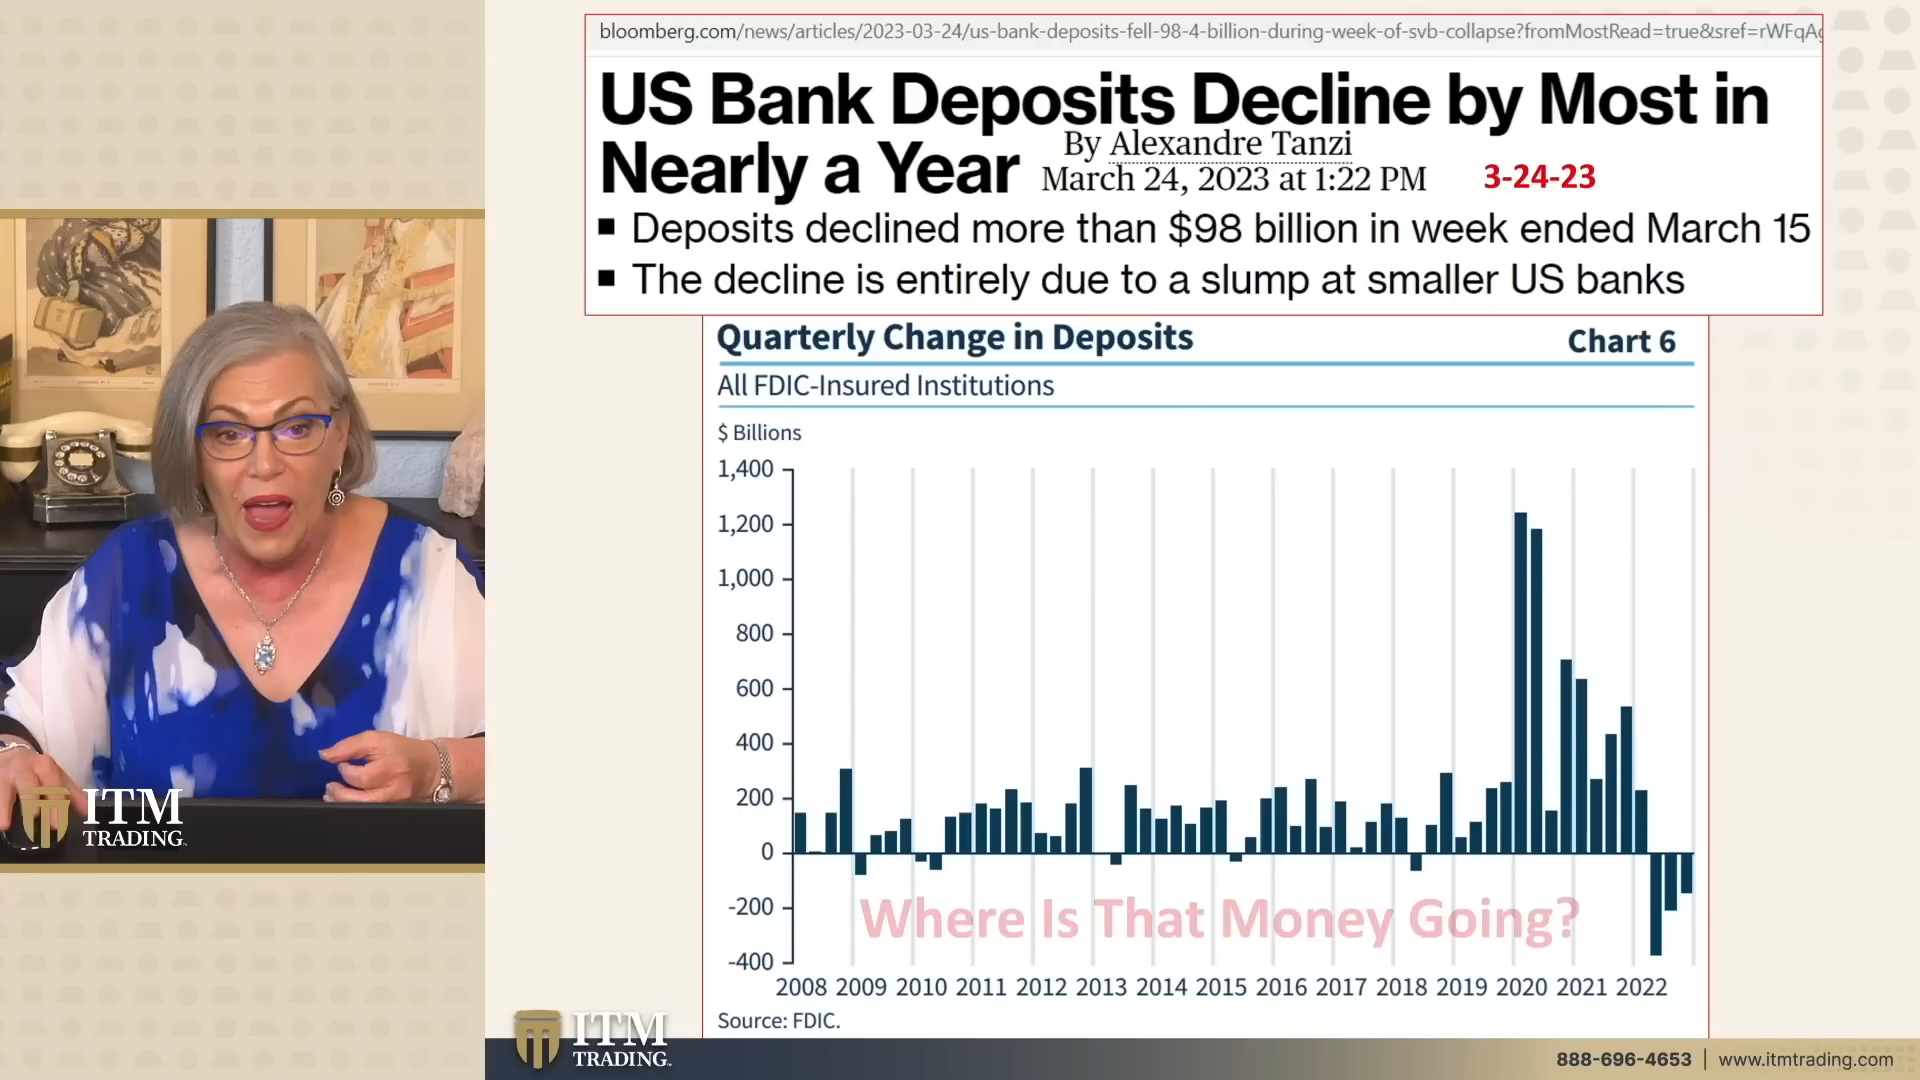 bloomberg.com/news/articles/2023-03-24/us-bank-deposits-fell-98-4-billion-during-week-of-svb-collapse?fromMostRead=true&sref=rWFqAg
US Bank Deposits Decline by Most in
Nearly a Year
By Alexandre Tanzi
March 24, 2023 at 1:22 PM
3-24-23
▪ Deposits declined more than $98 billion in week ended March 15
▪ The decline is entirely due to a slump at smaller US banks
Quarterly Change in Deposits
Chart 6
All FDIC-Insured Institutions
$ Billions
1,400
1,200
1,000
800
600
400
200
0
-200
-400
Where Is That Money Going?
2008 2009 2010 2011 2012 2013 2014 2015 2016 2017 2018 2019 2020 2021 2022
Source: FDIC.
ITM
TRADING
ITM
TRADING
888-696-4653 | www.itmtrading.com